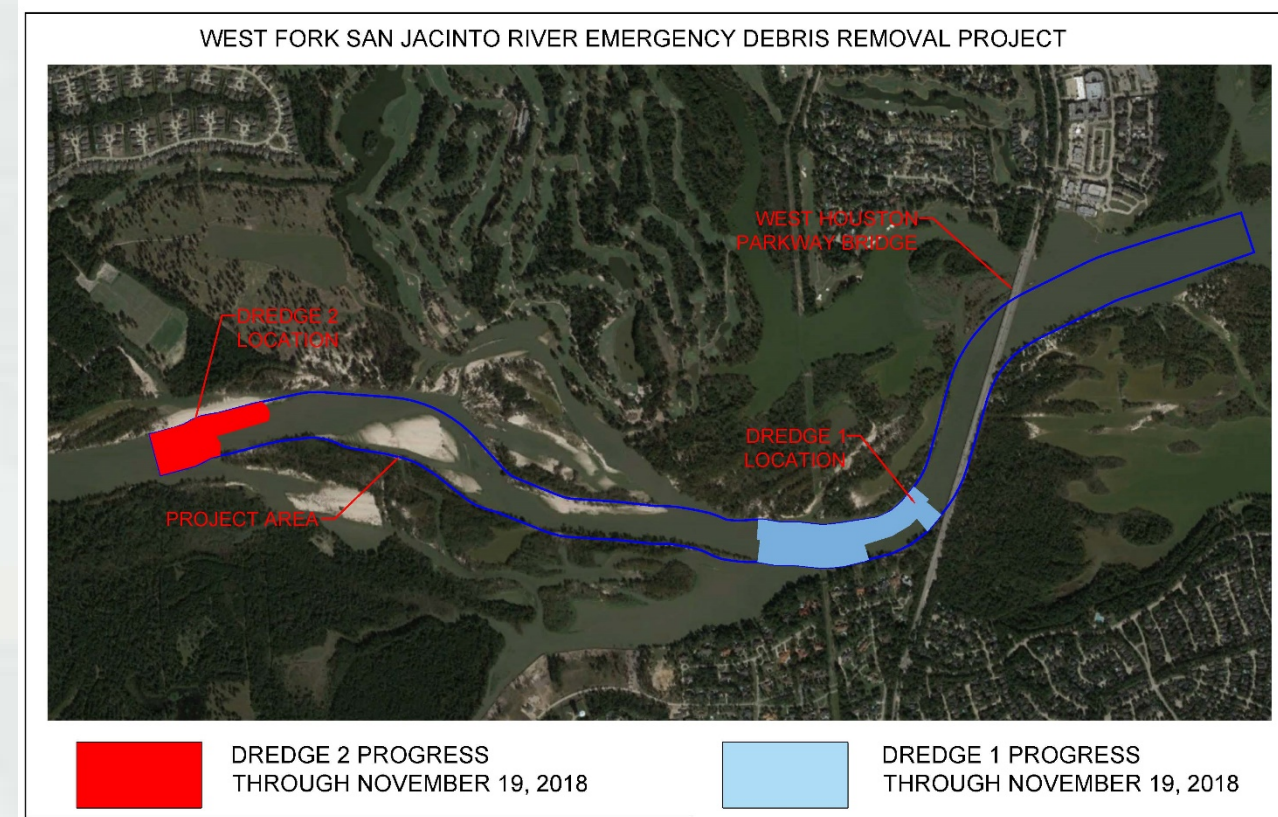 WEST FORK SAN JACINTO RIVER EMERGENCY DEBRIS REMOVAL PROJECT
WEST HOUSTON
PARKWAY BRIDGE
DREDGE 2
LOCATION
DREDGE 1
LOCATION
PROJECT AREA
DREDGE 2 PROGRESS
THROUGH NOVEMBER 19, 2018
DREDGE 1 PROGRESS
THROUGH NOVEMBER 19, 2018